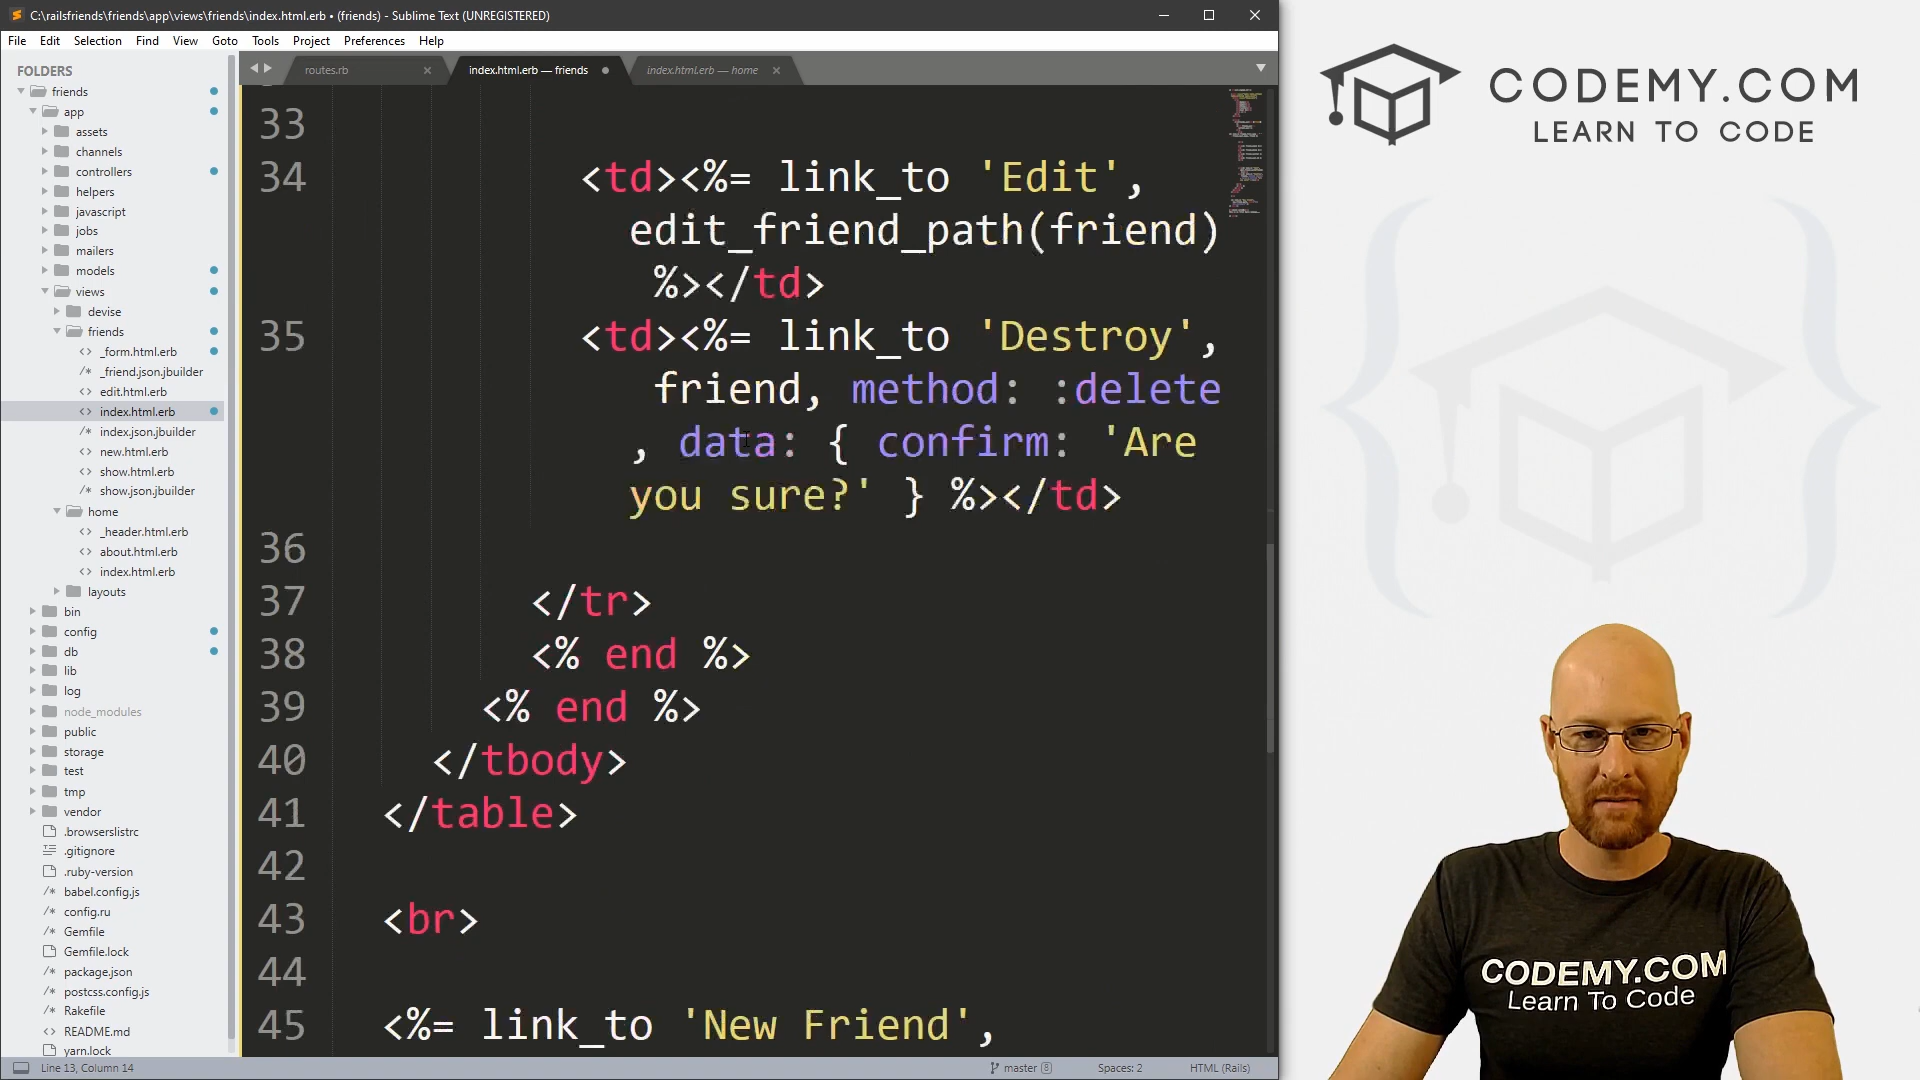 C:\railsfriends\friends\app\views\friends\index.html.erb • (friends) - Sublime Text (UNREGISTERED)
File Edit Selection Find View Goto Tools Project Preferences Help
FOLDERS
friends
app
assets
channels
controllers
helpers
javascript
jobs
mailers
models
views
devise
friends
_form.html.erb
_friend.json.jbuilder
edit.html.erb
index.html.erb
index.json.jbuilder
new.html.erb
show.html.erb
show.json.jbuilder
home
_header.html.erb
about.html.erb
index.html.erb
layouts
bin
config
db
lib
log
node_modules
public
storage
test
tmp
vendor
.browserslistrc
.gitignore
.ruby-version
babel.config.js
config.ru
Gemfile
Gemfile.lock
package.json
postcss.config.js
Rakefile
README.md
yarn.lock
routes.rb index.html.erb — friends index.html.erb — home
33
34 <td><%= link_to 'Edit',
edit_friend_path(friend)
%></td>
35 <td><%= link_to 'Destroy',
friend, method: :delete
, data: { confirm: 'Are
you sure?' } %></td>
36
37 </tr>
38 <% end %>
39 <% end %>
40 </tbody>
41 </table>
42
43 <br>
44
45 <%= link_to 'New Friend',
Line 13, Column 14 master 8 Spaces: 2 HTML (Rails)
CODEMY.COM
LEARN TO CODE
CODEMY.COM
Learn To Code